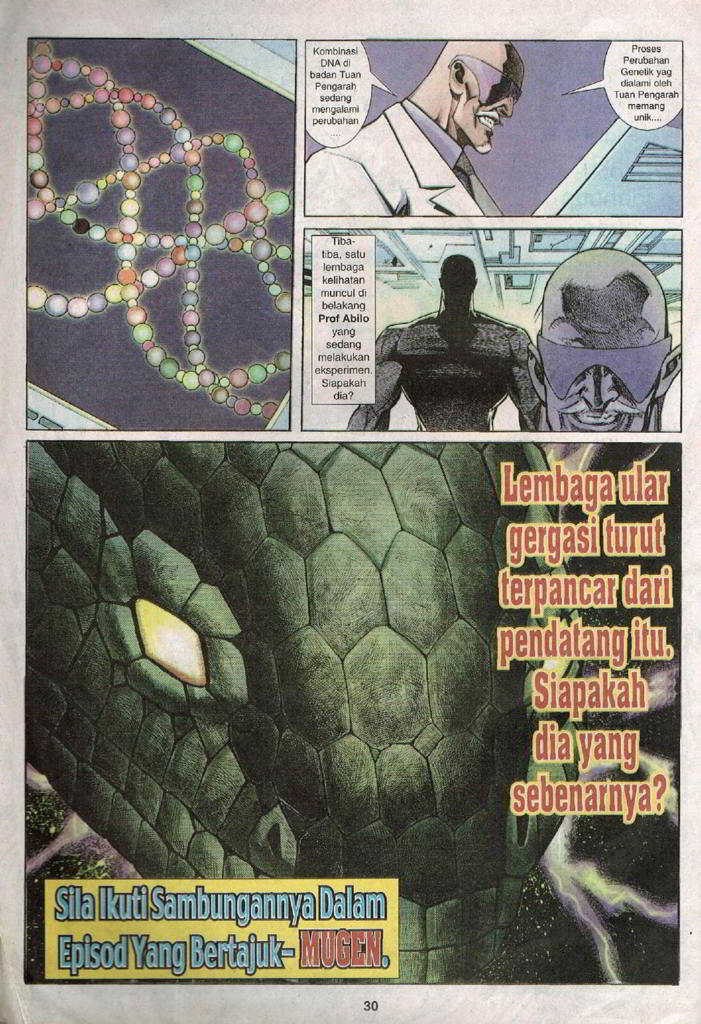 Kombinasi
DNA di
badan Tuan
Pengarah
sedang
mengalami
perubahan
....
Proses
Perubahan
Genetik yag
dialami oleh
Tuan Pengarah
memang
unik....
Tiba-
tiba, satu
lembaga
kelihatan
muncul di
belakang
Prof Abilo
yang
sedang
melakukan
eksperimen.
Siapakah
dia?
Lembaga ular
gergasi turut
terpancar dari
pendatang itu.
Siapakah
dia yang
sebenarnya?
Sila Ikuti Sambungannya Dalam
Episod Yang Bertajuk- MUGEN.
30